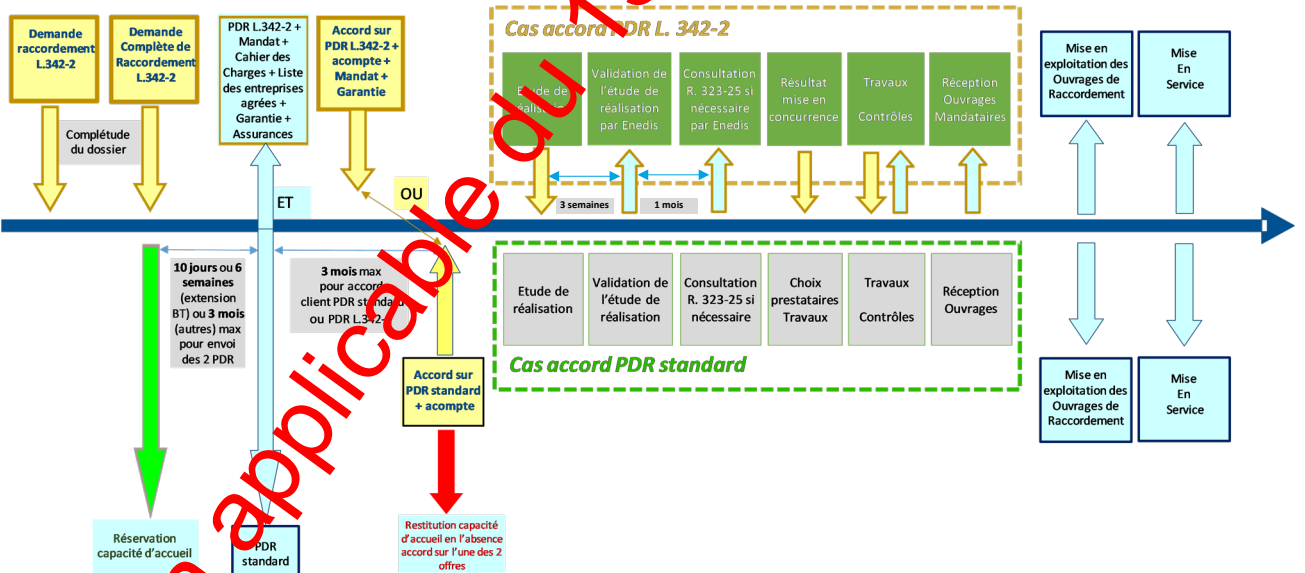 Demande
raccordement
L.342-2
Demande
Complète de
Raccordement
L.342-2
PDR L.342-2 +
Mandat +
Cahier des
Charges + Liste
des entreprises
agrées +
Garantie +
Assurances
Accord sur
PDR L.342-2 +
acompte +
Mandat +
Garantie
Complétude
du dossier
ET
OU
Cas accord PDR L. 342-2
Etude de
réalisation
Validation de
l'étude de
réalisation
par Enedis
Consultation
R. 323-25 si
nécessaire
par Enedis
Résultat
mise en
concurrence
Travaux
Contrôles
Réception
Ouvrages
Mandataires
3 semaines
1 mois
Mise en
exploitation des
Ouvrages de
Raccordement
Mise
En
Service
10 jours ou 6
semaines
(extension
BT) ou 3 mois
(autres) max
pour envoi
des 2 PDR
3 mois max
pour accord
client PDR standard
ou PDR L.342-
Accord sur
PDR standard
+ acompte
Etude de
réalisation
Validation de
l'étude de
réalisation
Consultation
R. 323-25 si
nécessaire
Choix
prestataires
Travaux
Travaux
Contrôles
Réception
Ouvrages
Cas accord PDR standard
Mise en
exploitation des
Ouvrages de
Raccordement
Mise
En
Service
Réservation
capacité d'accueil
PDR
standard
Restitution capacité
d'accueil en l'absence
accord sur l'une des 2
offres
applicable du